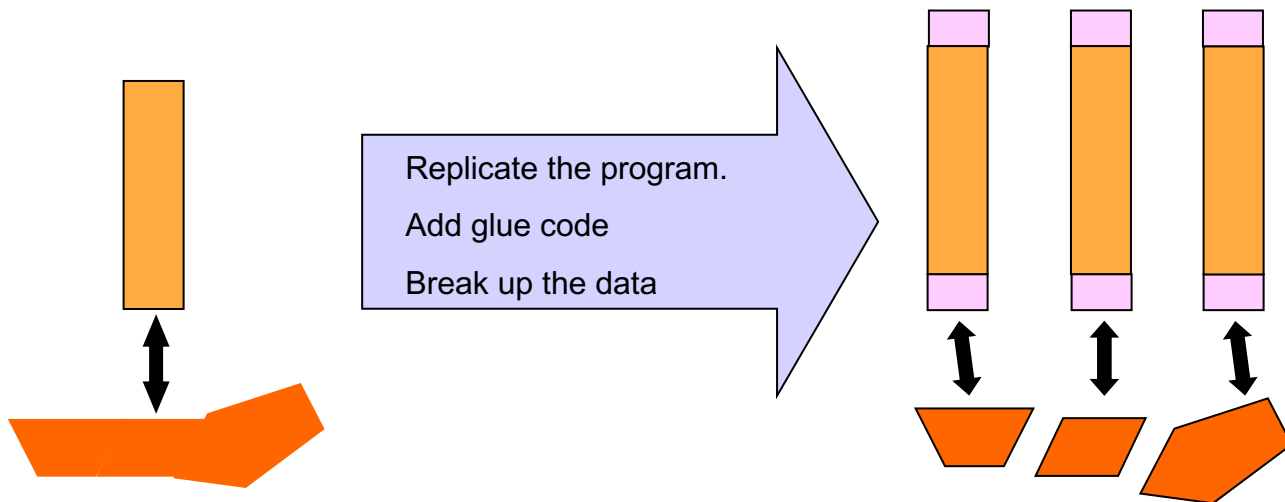 Replicate the program.
Add glue code
Break up the data